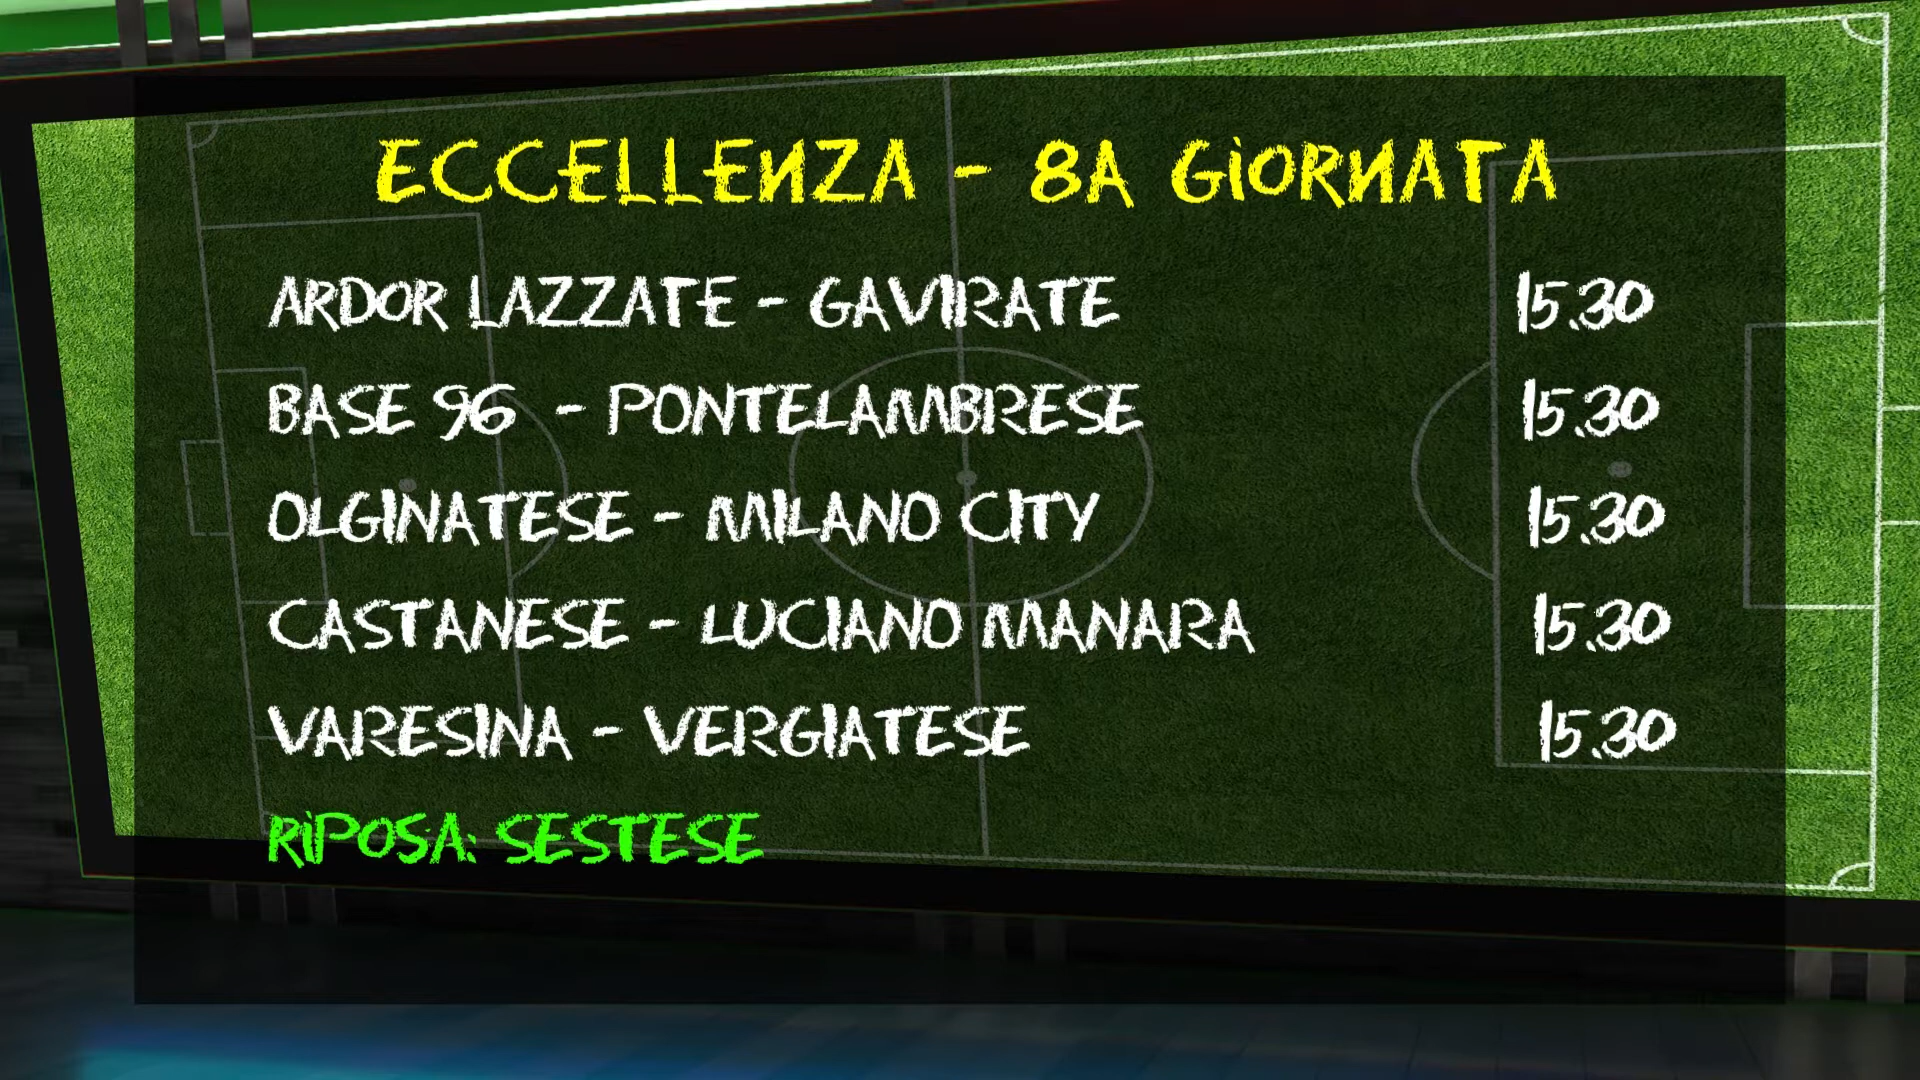 ECCELLENZA - 8A GIORNATA
ARDOR LAZZATE - GAVIRATE 15.30
BASE 96 - PONTELAMBRESE 15.30
OLGINATESE - MILANO CITY 15.30
CASTANESE - LUCIANO MANARA 15.30
VARESINA - VERGIATESE 15.30
RIPOSA: SESTESE